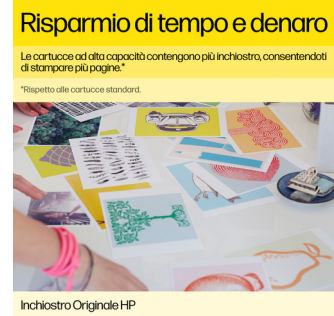 Risparmio di tempo e denaro
Le cartucce ad alta capacità contengono più inchiostro, consentendoti
di stampare più pagine.*
*Rispetto alle cartucce standard.
Inchiostro Originale HP